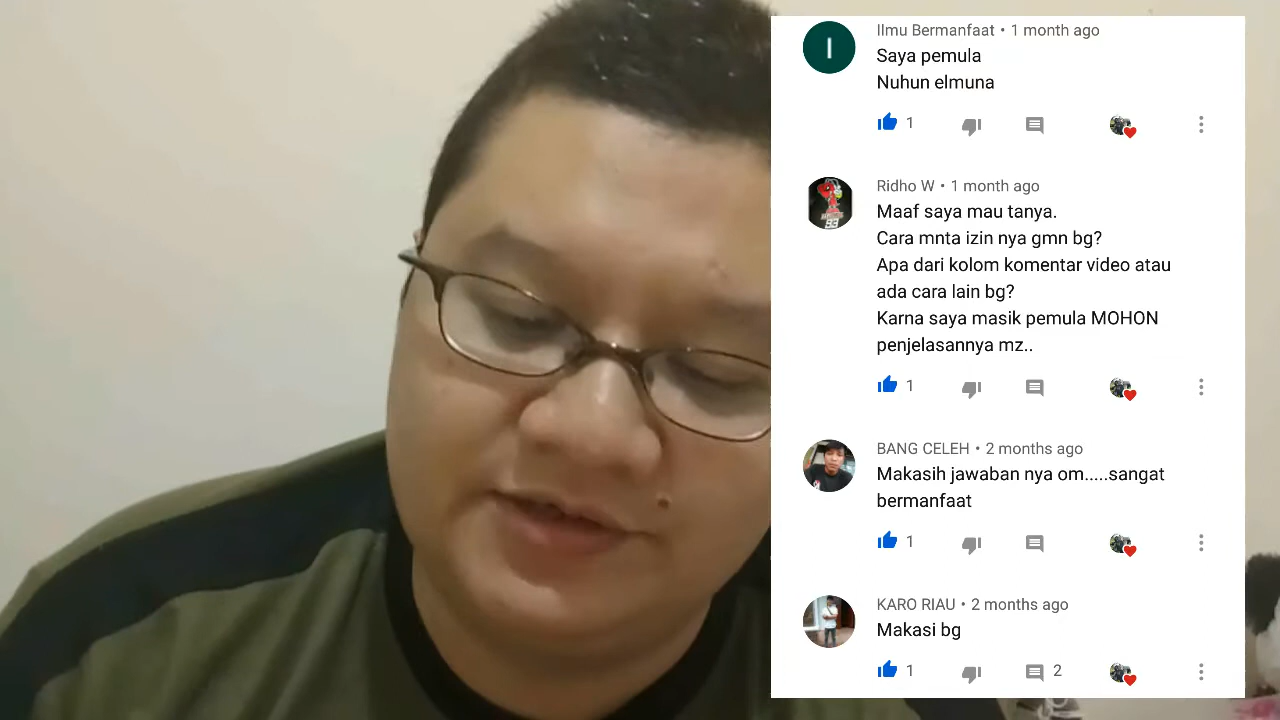 Ilmu Bermanfaat • 1 month ago
Saya pemula
Nuhun elmuna
1
Ridho W • 1 month ago
Maaf saya mau tanya.
Cara mnta izin nya gmn bg?
Apa dari kolom komentar video atau
ada cara lain bg?
Karna saya masik pemula MOHON
penjelasannya mz..
1
BANG CELEH • 2 months ago
Makasih jawaban nya om.....sangat
bermanfaat
1
KARO RIAU • 2 months ago
Makasi bg
1
2